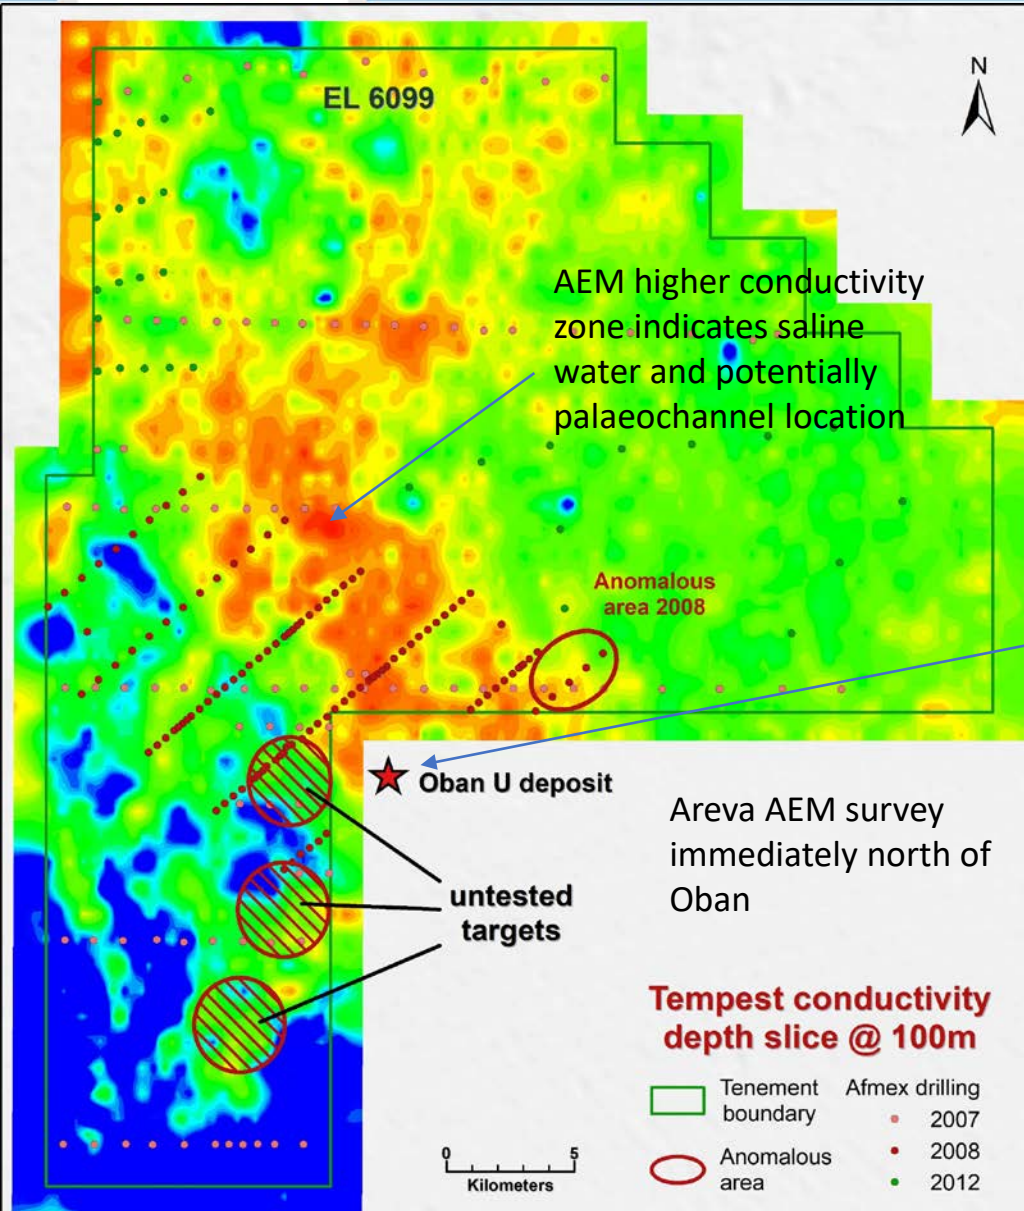 EL 6099
N
AEM higher conductivity
zone indicates saline
water and potentially
palaeochannel location
Anomalous
area 2008
Oban U deposit
Areva AEM survey
immediately north of
Oban
untested
targets
Tempest conductivity
depth slice @ 100m
Tenement
boundary
Anomalous
area
Afmex drilling
2007
2008
2012
0 5
Kilometers